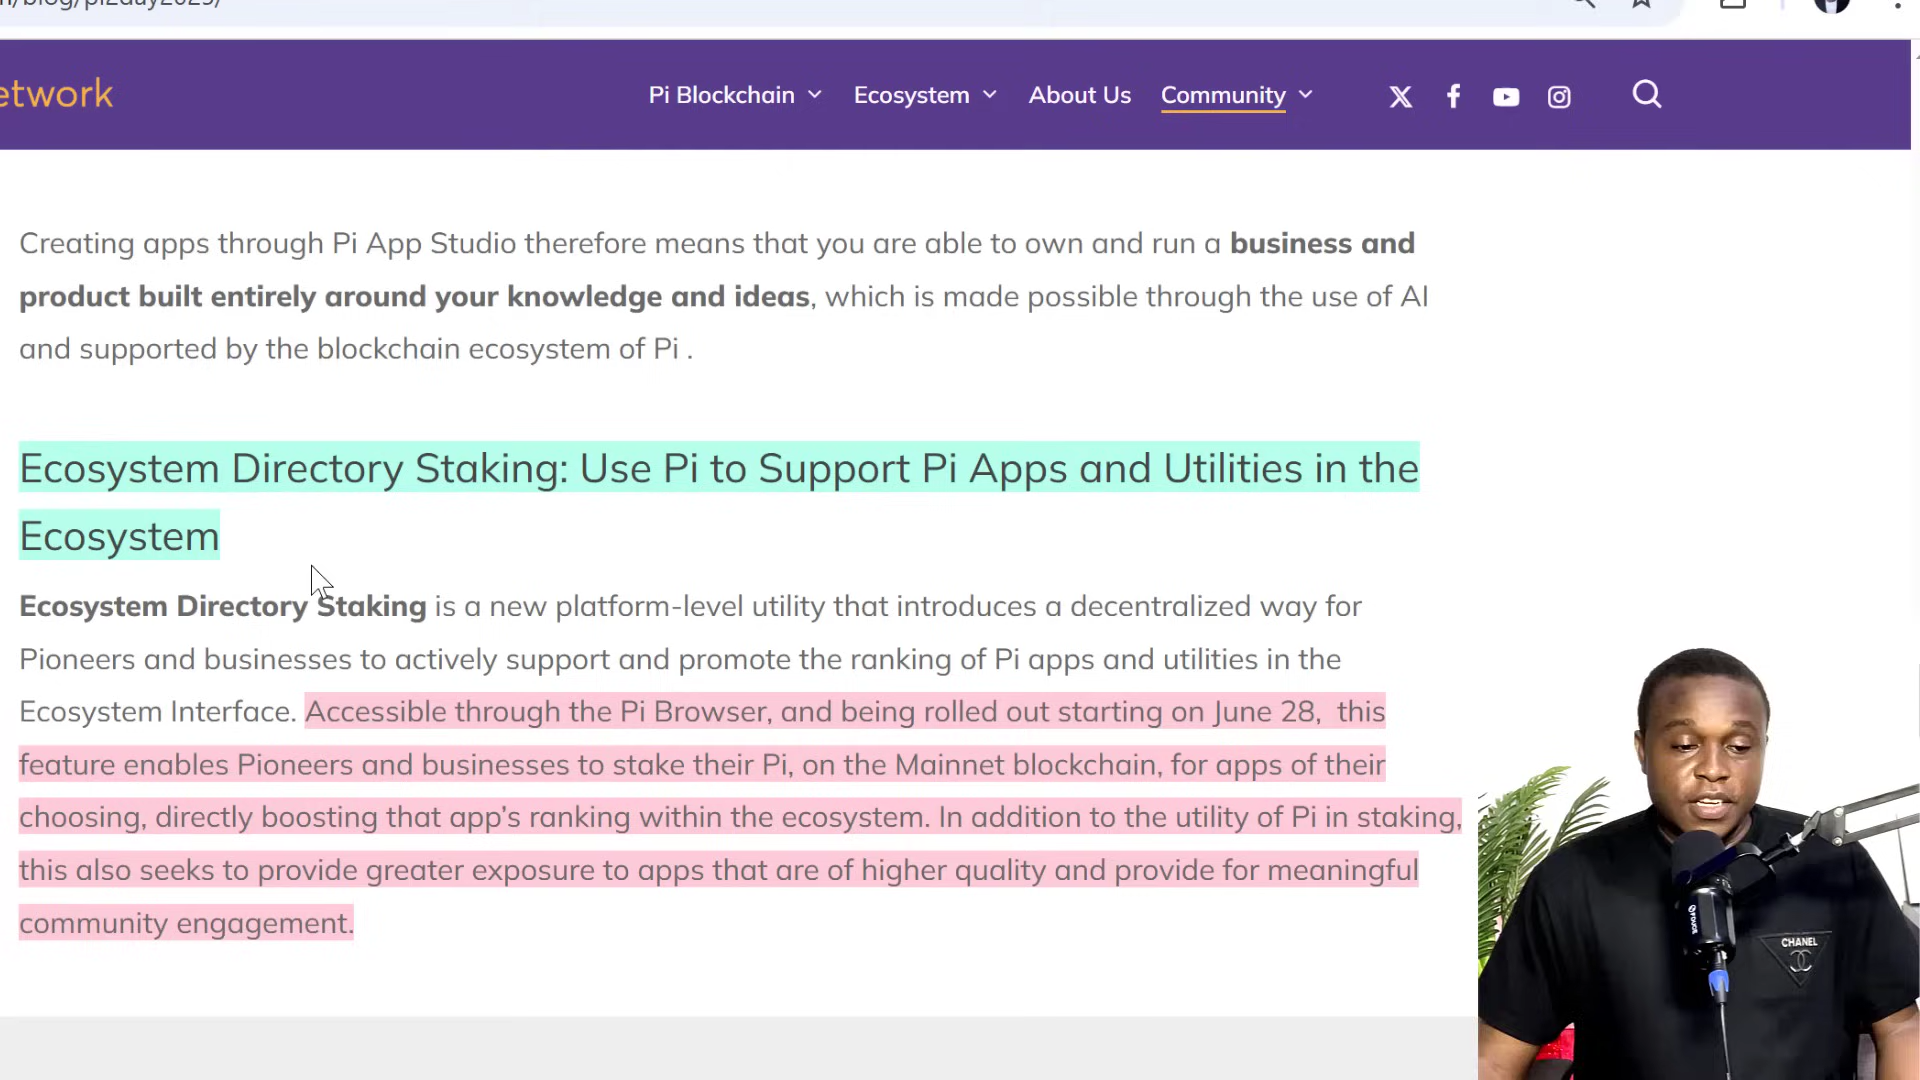 /blog/pi2day2025/
etwork
Pi Blockchain
Ecosystem
About Us
Community
Creating apps through Pi App Studio therefore means that you are able to own and run a business and
product built entirely around your knowledge and ideas, which is made possible through the use of AI
and supported by the blockchain ecosystem of Pi .
Ecosystem Directory Staking: Use Pi to Support Pi Apps and Utilities in the
Ecosystem
Ecosystem Directory Staking is a new platform-level utility that introduces a decentralized way for
Pioneers and businesses to actively support and promote the ranking of Pi apps and utilities in the
Ecosystem Interface. Accessible through the Pi Browser, and being rolled out starting on June 28,  this
feature enables Pioneers and businesses to stake their Pi, on the Mainnet blockchain, for apps of their
choosing, directly boosting that app’s ranking within the ecosystem. In addition to the utility of Pi in staking,
this also seeks to provide greater exposure to apps that are of higher quality and provide for meaningful
community engagement.
CHANEL